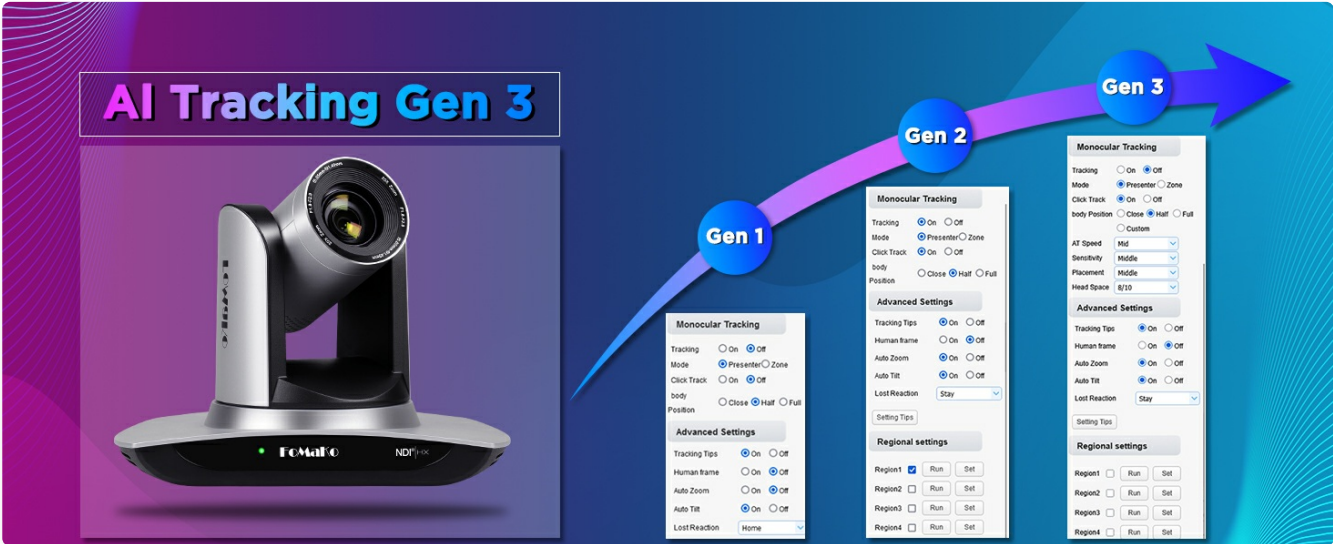 AI Tracking Gen 3
FoMaKo
FoMaKo
NDI® | HX
Gen 1
Gen 2
Gen 3
Monocular Tracking
Tracking On Off
Mode Presenter Zone
Click Track On Off
body
Position Close Half Full
Advanced Settings
Tracking Tips On Off
Human frame On Off
Auto Zoom On Off
Auto Tilt On Off
Lost Reaction Home
Monocular Tracking
Tracking On Off
Mode Presenter Zone
Click Track On Off
body
Position Close Half Full
Advanced Settings
Tracking Tips On Off
Human frame On Off
Auto Zoom On Off
Auto Tilt On Off
Lost Reaction Stay
Setting Tips
Regional settings
Region1 Run Set
Region2 Run Set
Region3 Run Set
Region4 Run Set
Monocular Tracking
Tracking On Off
Mode Presenter Zone
Click Track On Off
body Position Close Half Full
Custom
AT Speed Mid
Sensitivity Middle
Placement Middle
Head Space 8/10
Advanced Settings
Tracking Tips On Off
Human frame On Off
Auto Zoom On Off
Auto Tilt On Off
Lost Reaction Stay
Setting Tips
Regional settings
Region1 Run Set
Region2 Run Set
Region3 Run Set
Region4 Run Set